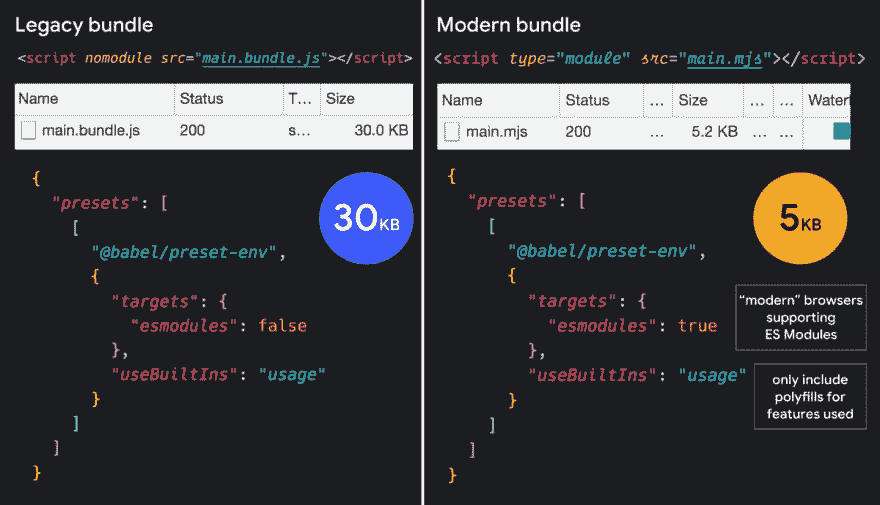 Legacy bundle
<script nomodule src="main.bundle.js"></script>
Name Status T... Size
main.bundle.js 200 s... 30.0 KB
{
"presets": [
[
"@babel/preset-env",
{
"targets": {
"esmodules": false
},
"useBuiltIns": "usage"
}
]
]
}
30KB
Modern bundle
<script type="module" src="main.mjs"></script>
Name Status ... Size ... ... Waterf
main.mjs 200 ... 5.2 KB ... ...
{
"presets": [
[
"@babel/preset-env",
{
"targets": {
"esmodules": true
},
"useBuiltIns": "usage"
}
]
]
}
5KB
“modern” browsers
supporting
ES Modules
only include
polyfills for
features used